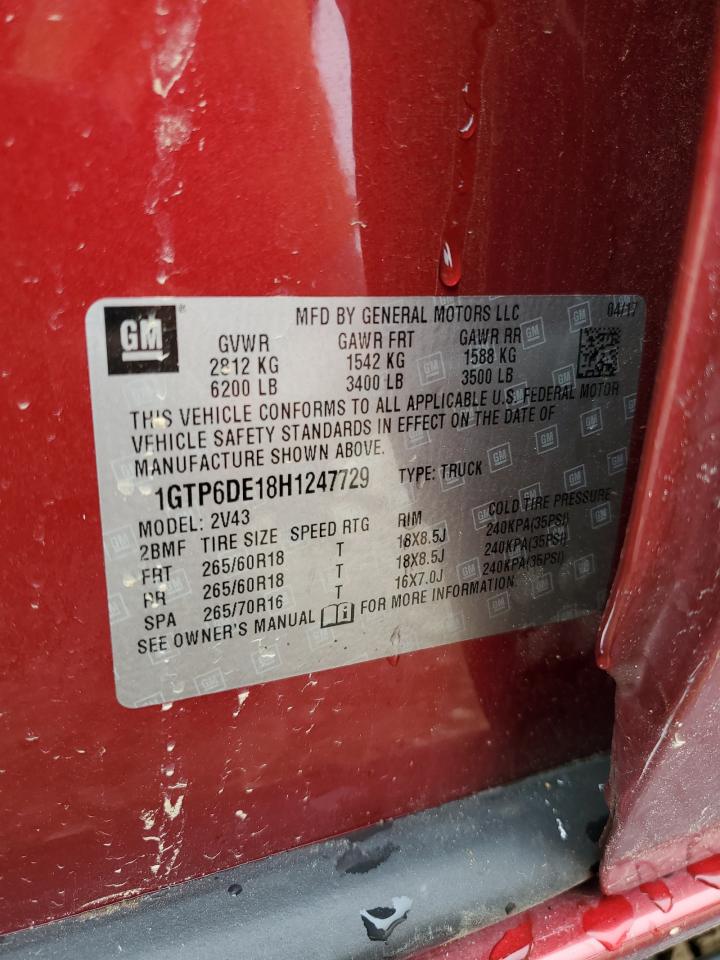 GM
MFD BY GENERAL MOTORS LLC 04/17
GVWR GAWR FRT GAWR RR
2812 KG 1542 KG 1588 KG
6200 LB 3400 LB 3500 LB
THIS VEHICLE CONFORMS TO ALL APPLICABLE U.S. FEDERAL MOTOR
VEHICLE SAFETY STANDARDS IN EFFECT ON THE DATE OF
MANUFACTURE SHOWN ABOVE.
1GTP6DE18H1247729 TYPE: TRUCK
MODEL: 2V43
2BMF TIRE SIZE SPEED RTG RIM COLD TIRE PRESSURE
FRT 265/60R18 T 18X8.5J 240KPA(35PSI)
RR 265/60R18 T 18X8.5J 240KPA(35PSI)
SPA 265/70R16 T 16X7.0J 240KPA(35PSI)
SEE OWNER'S MANUAL FOR MORE INFORMATION